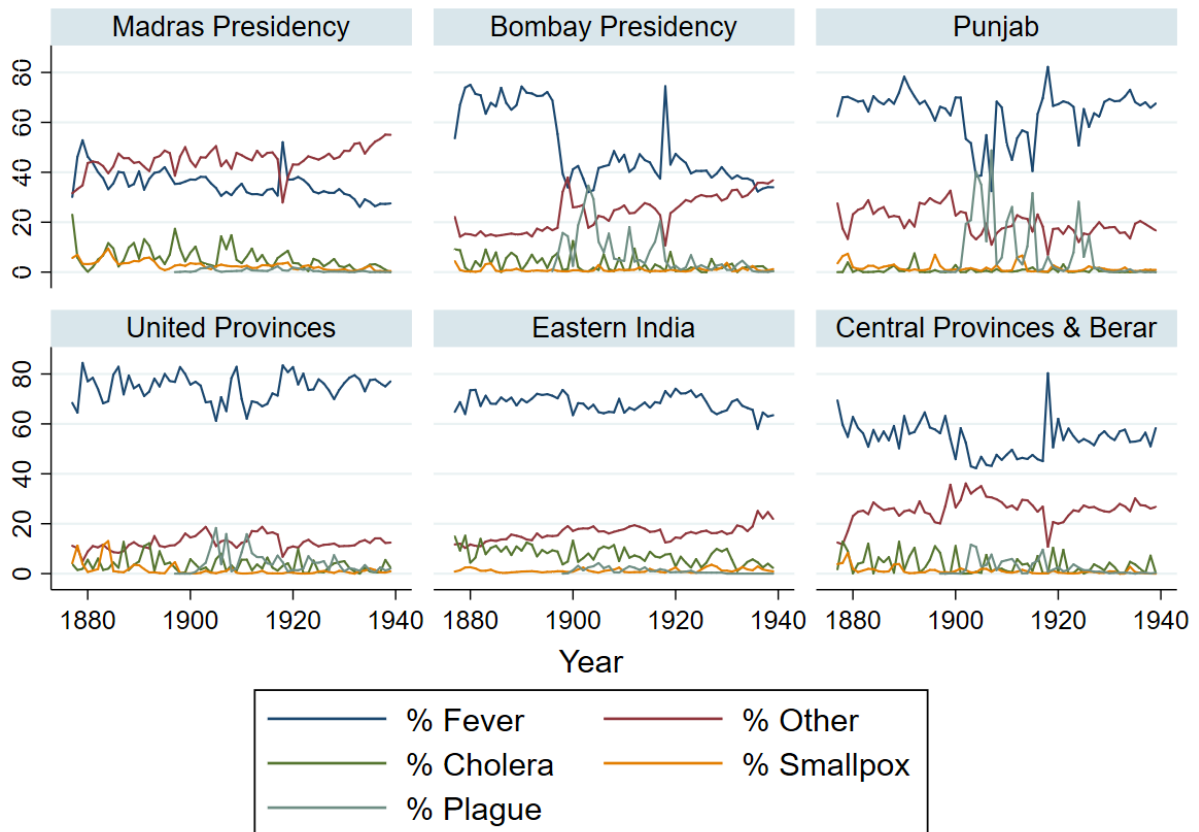 Madras Presidency
Bombay Presidency
Punjab
80
60
40
20
0
United Provinces
Eastern India
Central Provinces & Berar
80
60
40
20
0
1880 1900 1920 1940
1880 1900 1920 1940
1880 1900 1920 1940
Year
% Fever
% Other
% Cholera
% Smallpox
% Plague